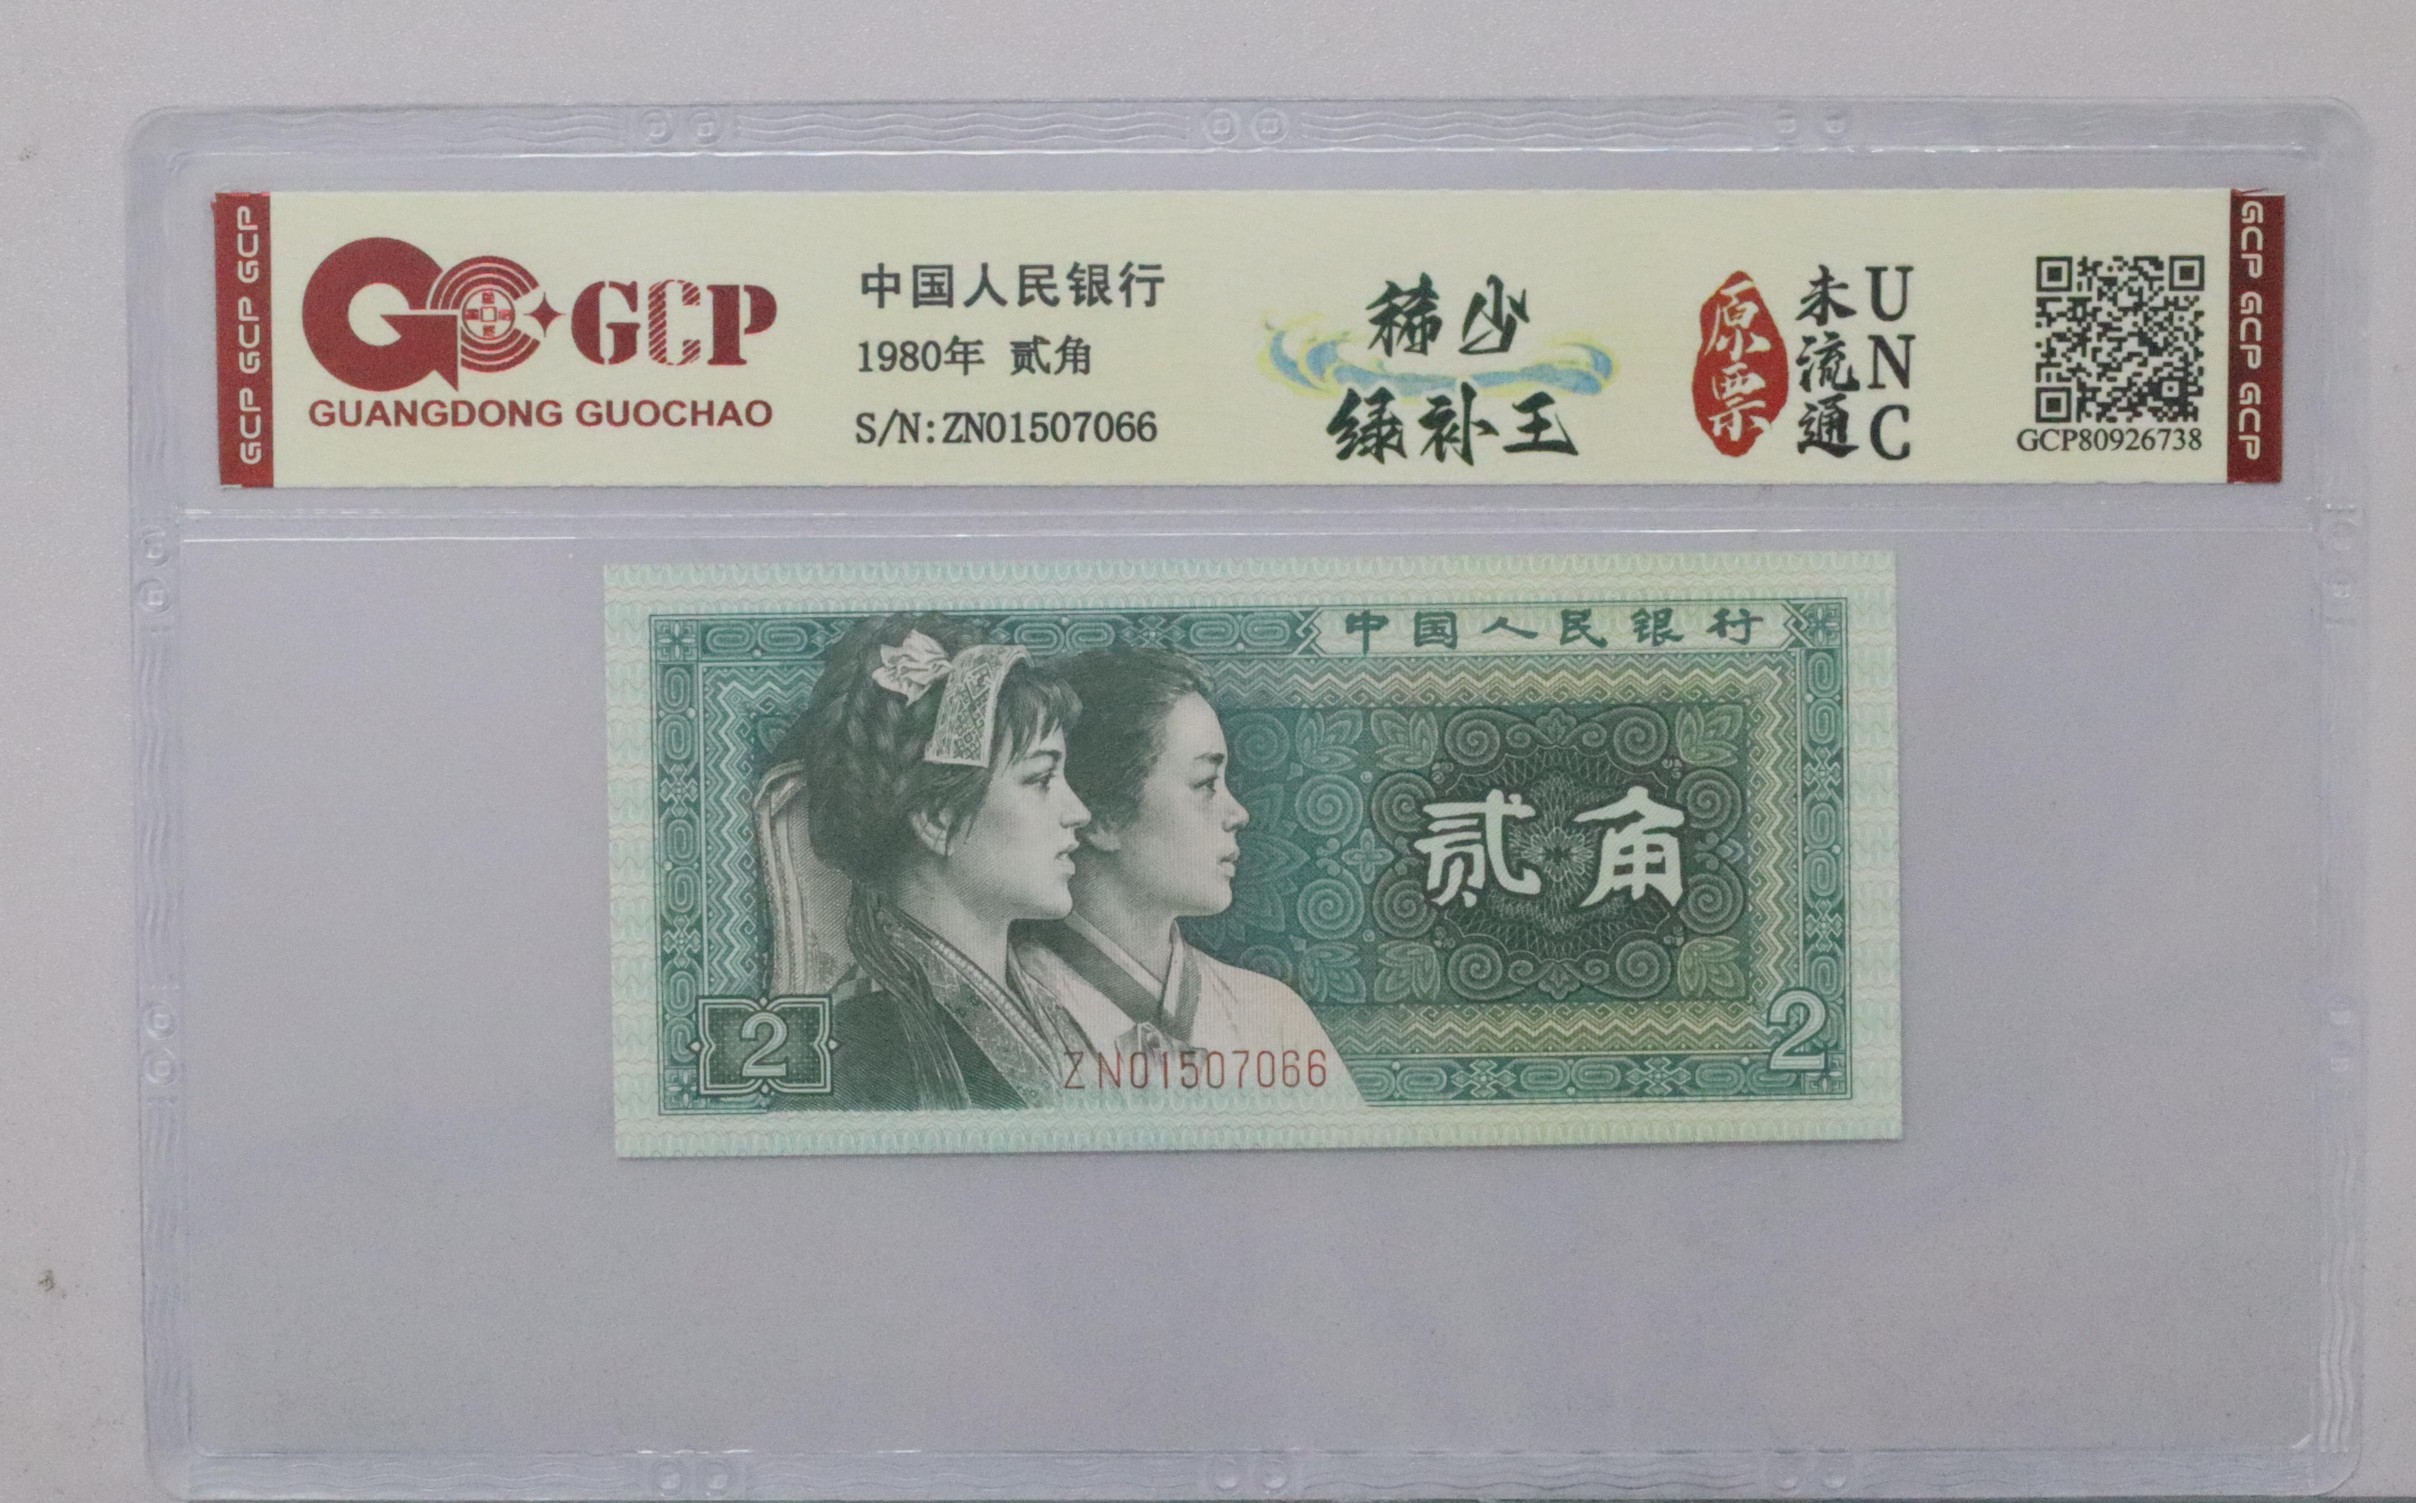 GCP GCP GCP
GCP
GUANGDONG GUOCHAO
中国人民银行
1980年 贰角
S/N:ZN01507066
稀少
绿补王
原票
未流通
UNC
GCP80926738
GCP GCP GCP
中国人民银行
贰角
2
ZN01507066
2